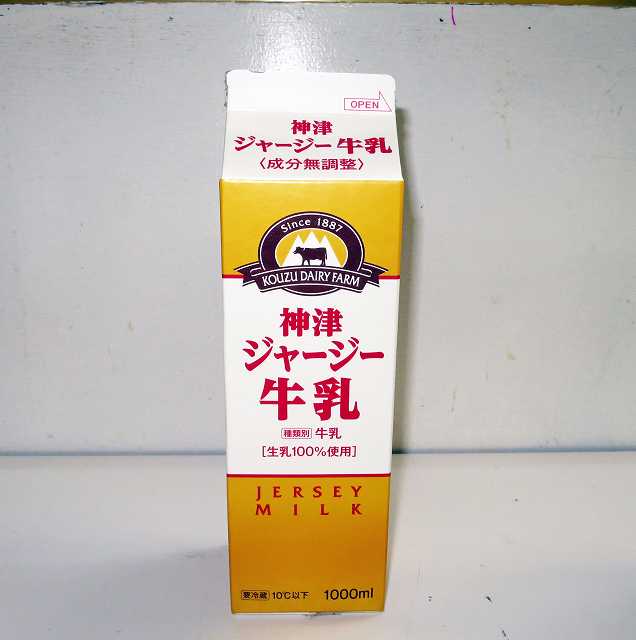 OPEN
神津
ジャージー牛乳
〈成分無調整〉
Since 1887
KOUZU DAIRY FARM
神津
ジャージー
牛乳
種類別 牛乳
[生乳100%使用]
JERSEY
MILK
要冷蔵 10℃以下 1000ml